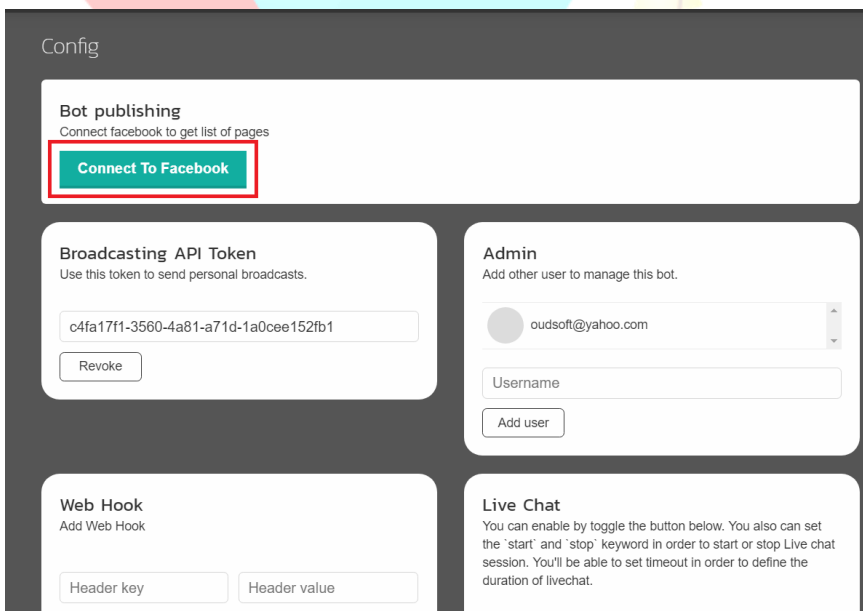 Config
Bot publishing
Connect facebook to get list of pages
Connect To Facebook
Broadcasting API Token
Use this token to send personal broadcasts.
c4fa17f1-3560-4a81-a71d-1a0cee152fb1
Revoke
Admin
Add other user to manage this bot.
oudsoft@yahoo.com
Username
Add user
Web Hook
Add Web Hook
Header key
Header value
Live Chat
You can enable by toggle the button below. You also can set
the `start` and `stop` keyword in order to start or stop Live chat
session. You'll be able to set timeout in order to define the
duration of livechat.